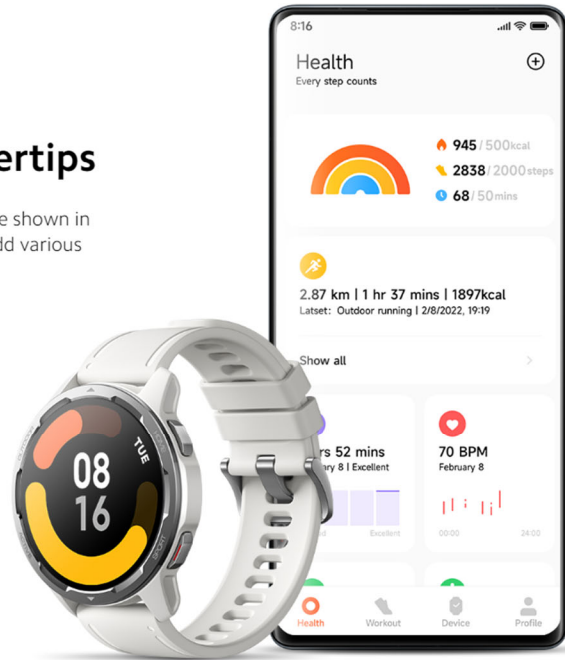 ertips
e shown in
dd various
8:16
Health
Every step counts
945/500kcal
2838/2000steps
68/50mins
2.87 km | 1 hr 37 mins | 1897kcal
Latset: Outdoor running | 2/8/2022, 19:19
Show all
rs 52 mins
ary 8 | Excellent
Excellent
70 BPM
February 8
00:00
24:00
Health
Workout
Device
Profile
TUE
08
16
SPORT